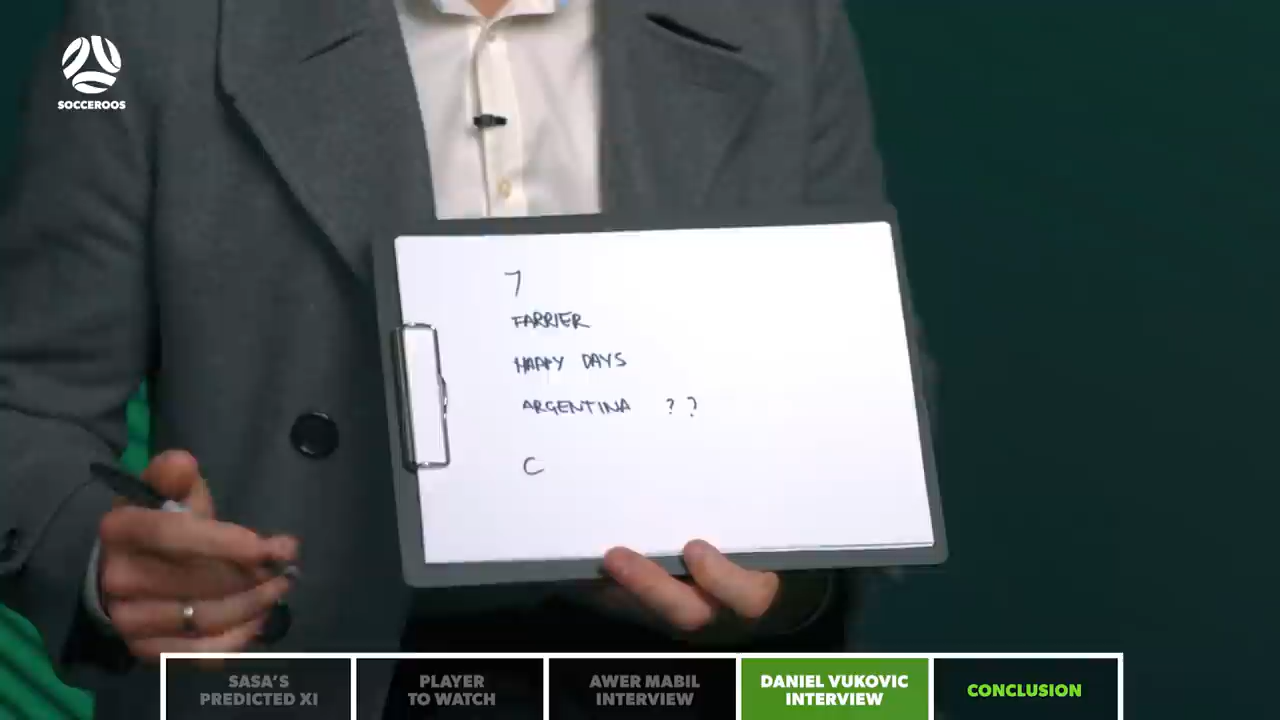 SOCCEROOS
7
FARRIER
HAPPY DAYS
ARGENTINA ??
C
SASA'S
PREDICTED XI
PLAYER
TO WATCH
AWER MABIL
INTERVIEW
DANIEL VUKOVIC
INTERVIEW
CONCLUSION